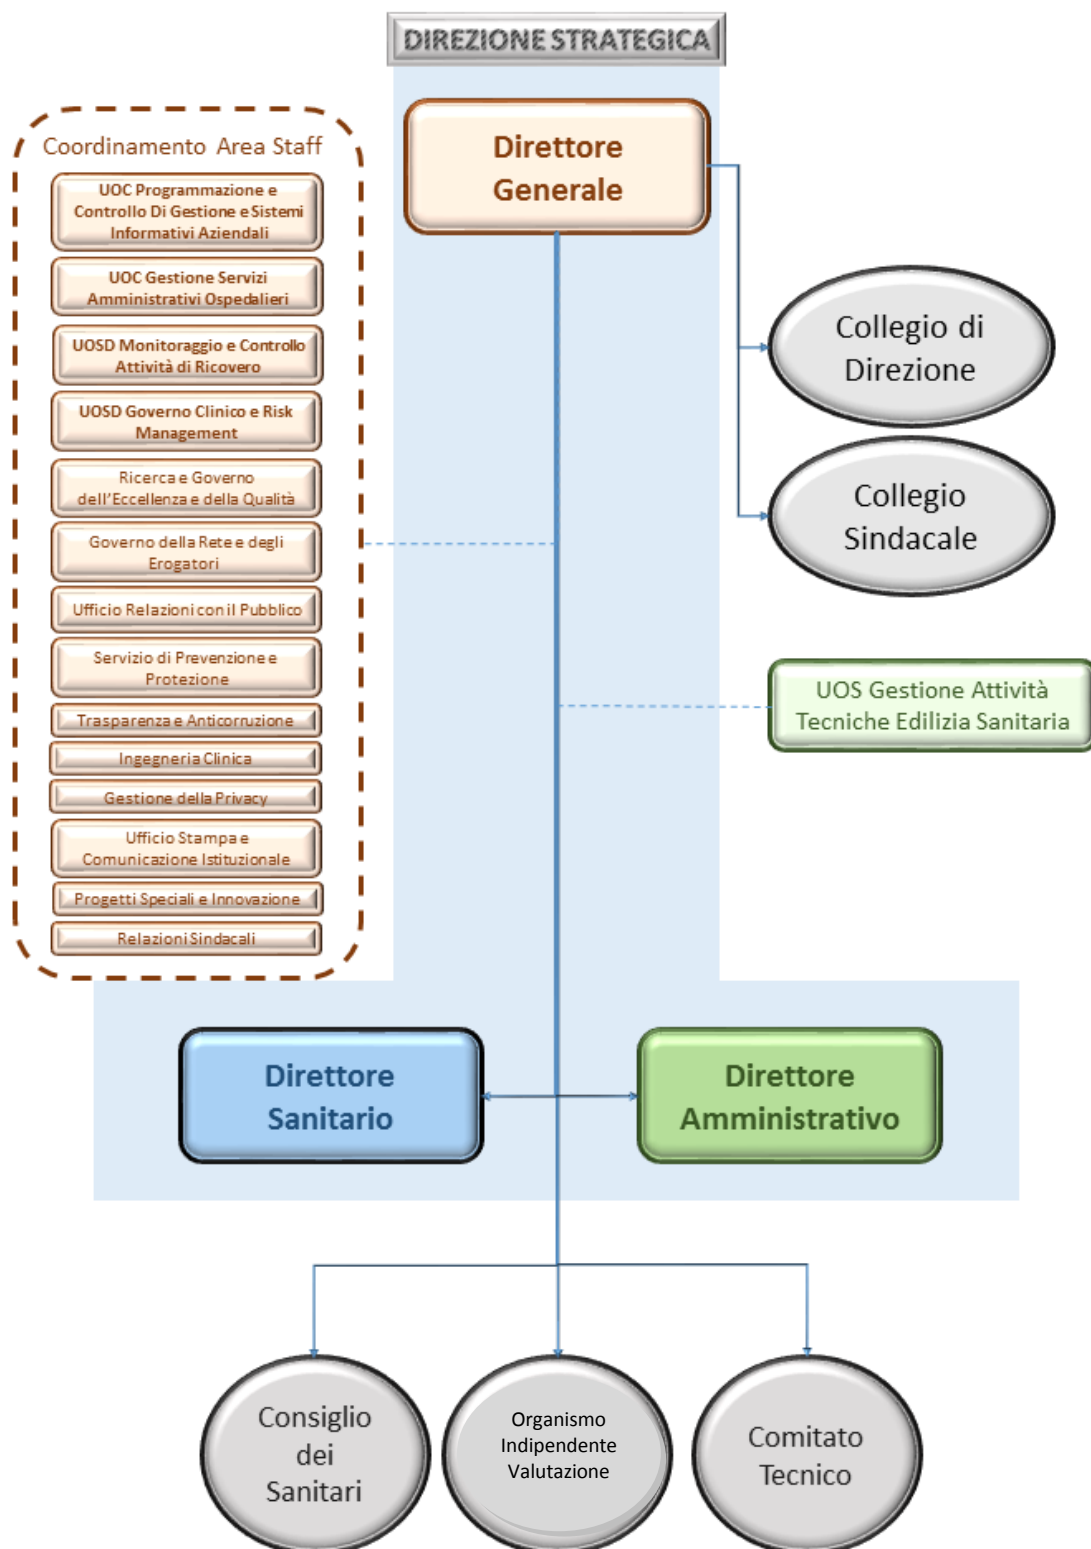 DIREZIONE STRATEGICA
Direttore
Generale
Coordinamento Area Staff
UOC Programmazione e
Controllo Di Gestione e Sistemi
Informativi Aziendali
UOC Gestione Servizi
Amministrativi Ospedalieri
UOSD Monitoraggio e Controllo
Attività di Ricovero
UOSD Governo Clinico e Risk
Management
Ricerca e Governo
dell’Eccellenza e della Qualità
Governo della Rete e degli
Erogatori
Ufficio Relazioni con il Pubblico
Servizio di Prevenzione e
Protezione
Trasparenza e Anticorruzione
Ingegneria Clinica
Gestione della Privacy
Ufficio Stampa e
Comunicazione Istituzionale
Progetti Speciali e Innovazione
Relazioni Sindacali
Collegio di
Direzione
Collegio
Sindacale
UOS Gestione Attività
Tecniche Edilizia Sanitaria
Direttore
Sanitario
Direttore
Amministrativo
Consiglio
dei
Sanitari
Organismo
Indipendente
Valutazione
Comitato
Tecnico